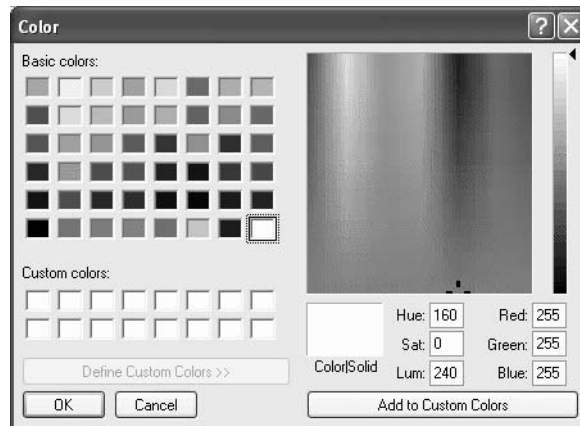 Color
Basic colors:
Custom colors:
Define Custom Colors >>
OK Cancel
Hue: 160 Red: 255
Sat: 0 Green: 255
Color|Solid Lum: 240 Blue: 255
Add to Custom Colors